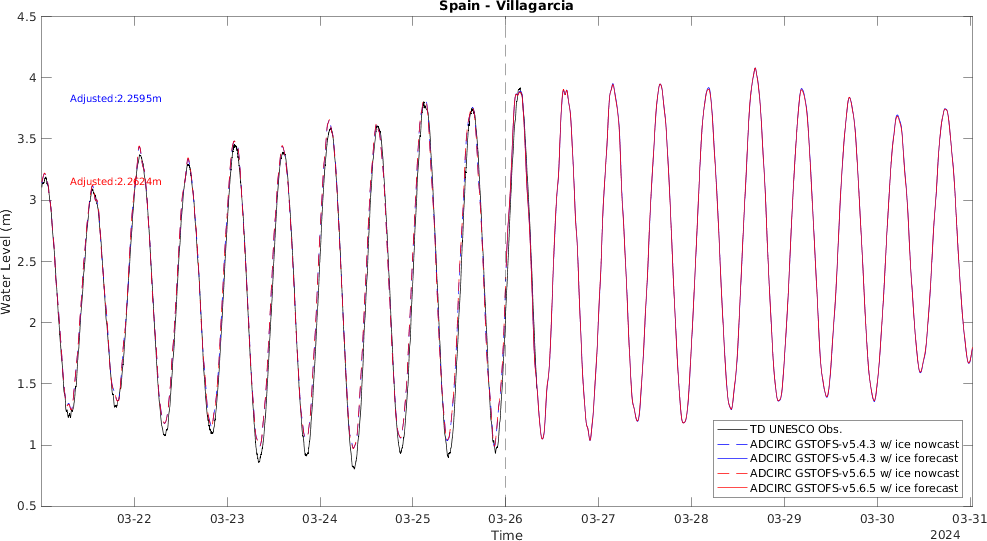 Spain - Villagarcia
4.5
4
3.5
3
2.5
2
1.5
1
0.5
Water Level (m)
Adjusted:2.2595m
Adjusted:2.2624m
TD UNESCO Obs.
ADCIRC GSTOFS-v5.4.3 w/ ice nowcast
ADCIRC GSTOFS-v5.4.3 w/ ice forecast
ADCIRC GSTOFS-v5.6.5 w/ ice nowcast
ADCIRC GSTOFS-v5.6.5 w/ ice forecast
03-22 03-23 03-24 03-25 03-26 03-27 03-28 03-29 03-30 03-31
Time
2024